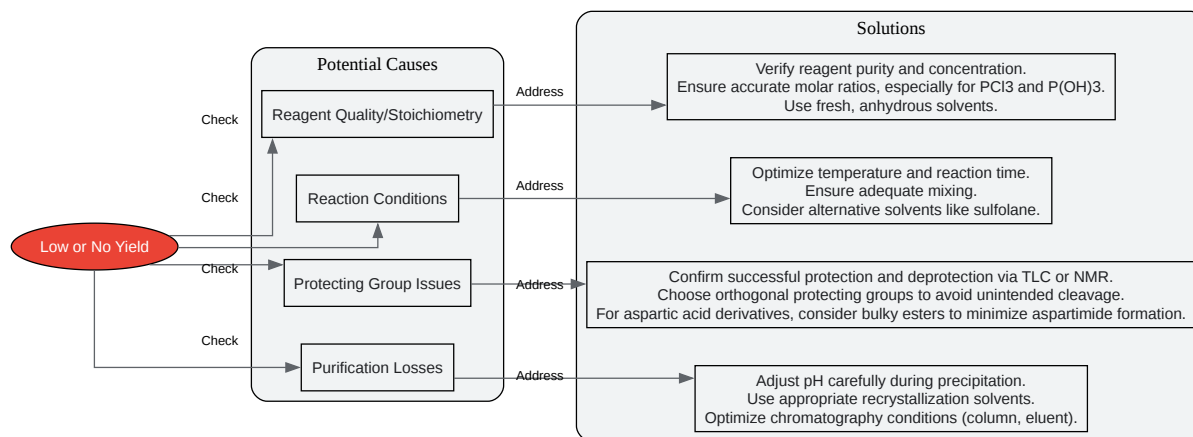 Solutions
Potential Causes
Verify reagent purity and concentration.
Ensure accurate molar ratios, especially for PCl3 and P(OH)3.
Use fresh, anhydrous solvents.
Address
Reagent Quality/Stoichiometry
Check
Optimize temperature and reaction time.
Ensure adequate mixing.
Consider alternative solvents like sulfolane.
Address
Reaction Conditions
Check
Low or No Yield
Check
Protecting Group Issues
Address
Confirm successful protection and deprotection via TLC or NMR.
Choose orthogonal protecting groups to avoid unintended cleavage.
For aspartic acid derivatives, consider bulky esters to minimize aspartimide formation.
Check
Purification Losses
Address
Adjust pH carefully during precipitation.
Use appropriate recrystallization solvents.
Optimize chromatography conditions (column, eluent).